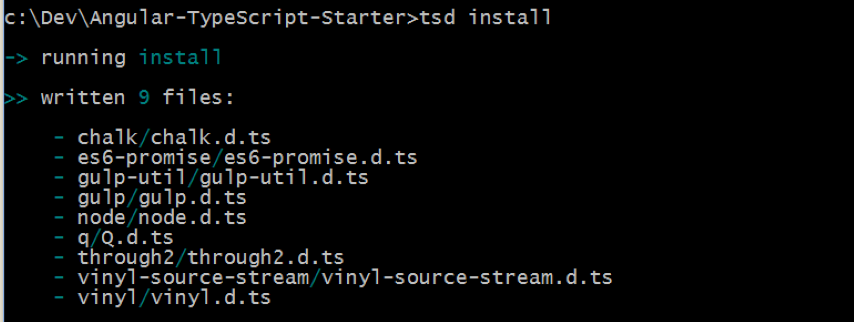 c:\Dev\Angular-TypeScript-Starter>tsd install
-> running install
>> written 9 files:
- chalk/chalk.d.ts
- es6-promise/es6-promise.d.ts
- gulp-util/gulp-util.d.ts
- gulp/gulp.d.ts
- node/node.d.ts
- q/Q.d.ts
- through2/through2.d.ts
- vinyl-source-stream/vinyl-source-stream.d.ts
- vinyl/vinyl.d.ts